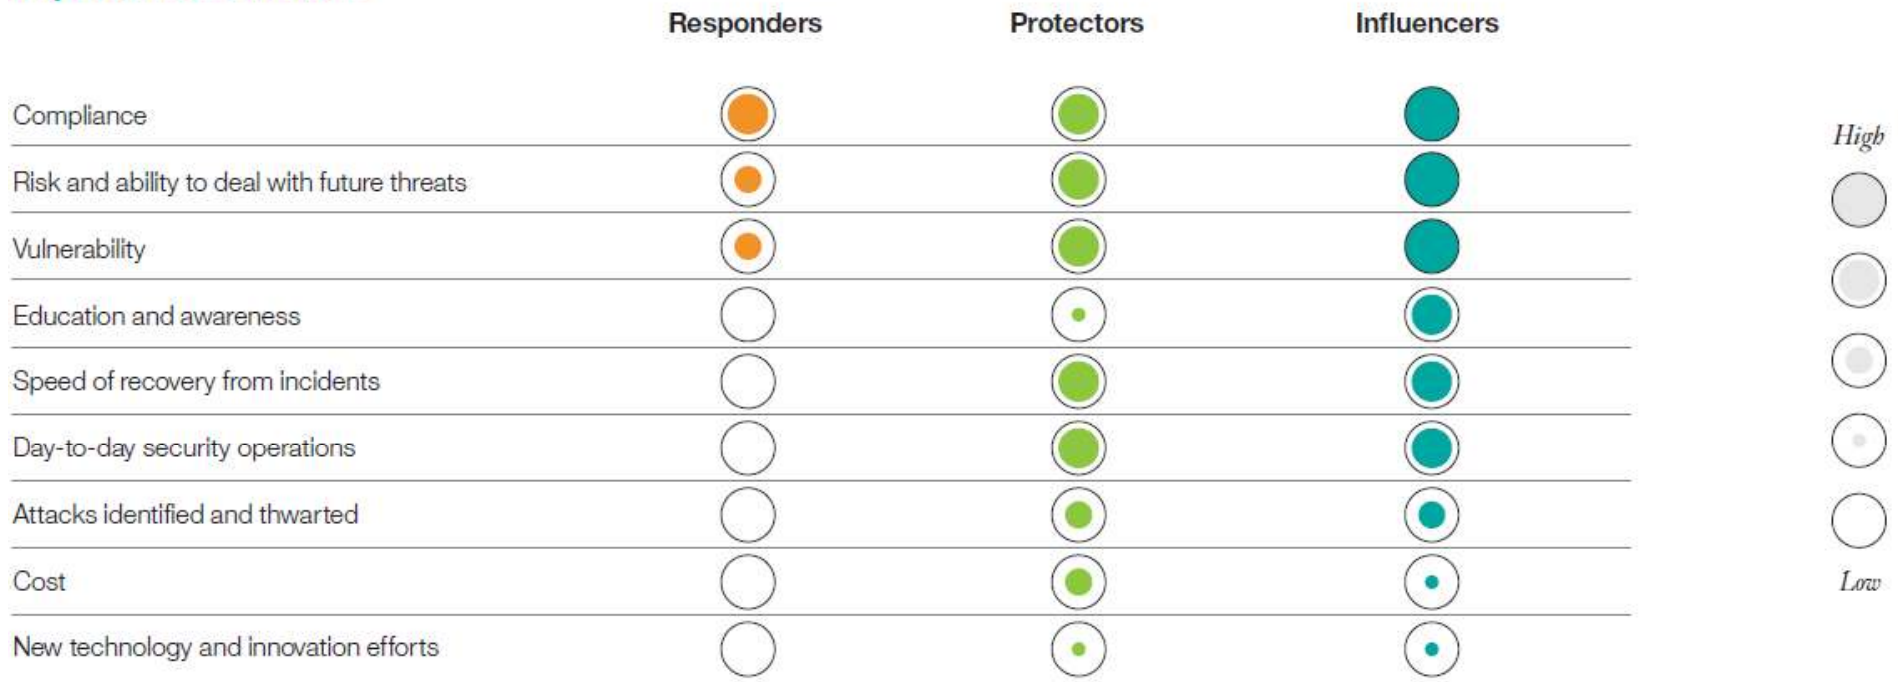 Responders Protectors Influencers
Compliance
High
Risk and ability to deal with future threats
Vulnerability
Education and awareness
Speed of recovery from incidents
Day-to-day security operations
Attacks identified and thwarted
Cost
Low
New technology and innovation efforts